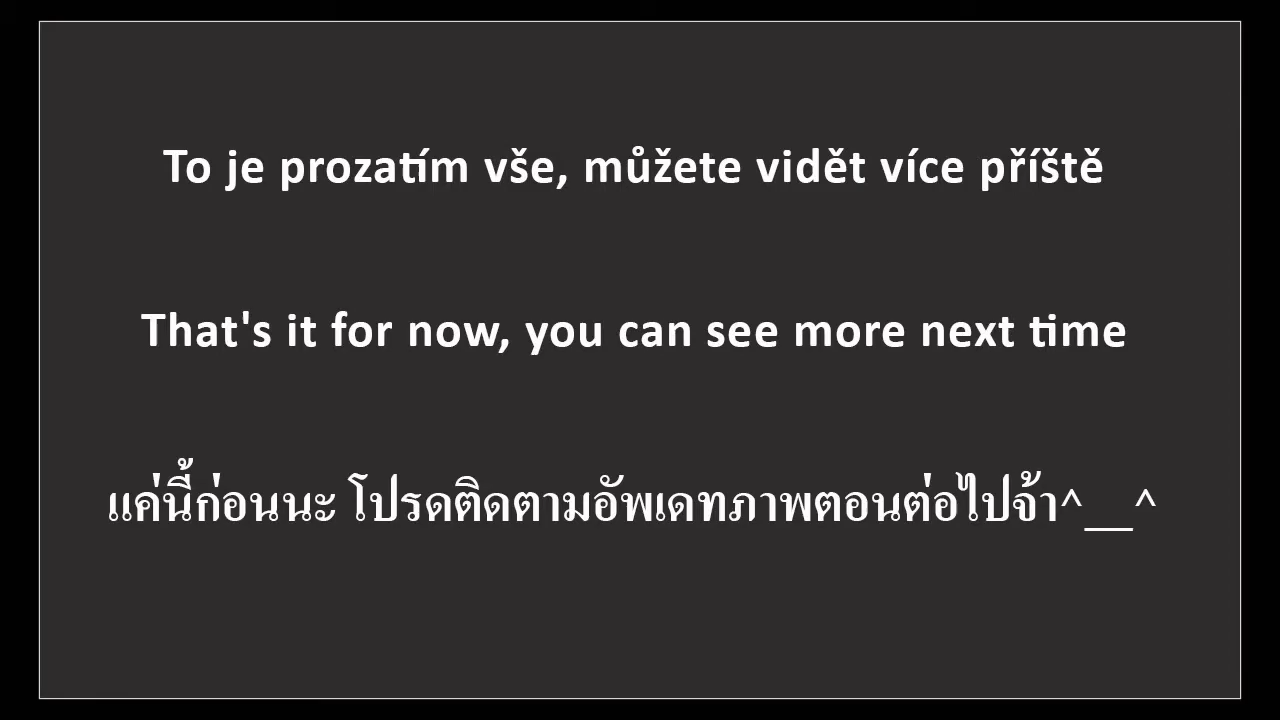 To je prozatím vše, můžete vidět více příště
That's it for now, you can see more next time
แค่นี้ก่อนนะ โปรดติดตามอัพเดทภาพตอนต่อไปจ้า^__^